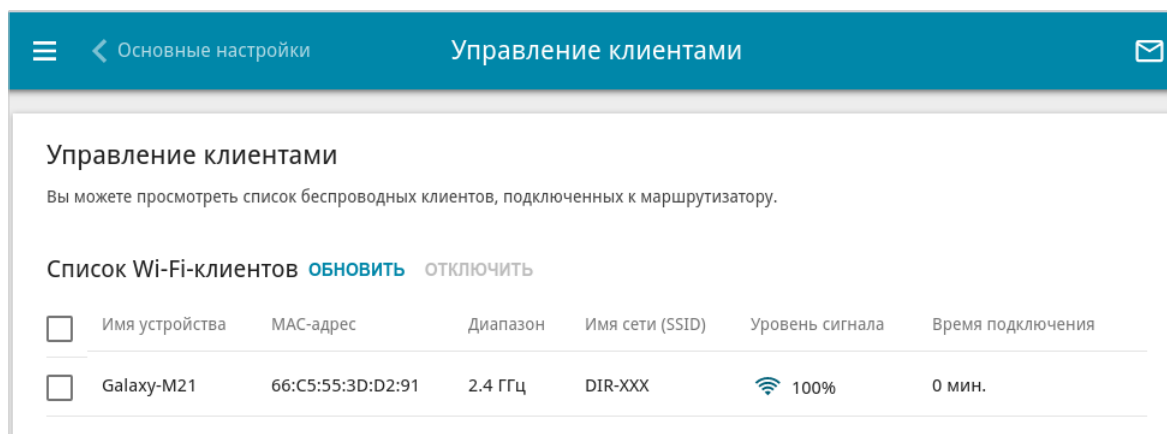 Основные настройки Управление клиентами
Управление клиентами
Вы можете просмотреть список беспроводных клиентов, подключенных к маршрутизатору.
Список Wi-Fi-клиентов ОБНОВИТЬ ОТКЛЮЧИТЬ
Имя устройства MAC-адрес Диапазон Имя сети (SSID) Уровень сигнала Время подключения
Galaxy-M21 66:C5:55:3D:D2:91 2.4 ГГц DIR-XXX 100% 0 мин.